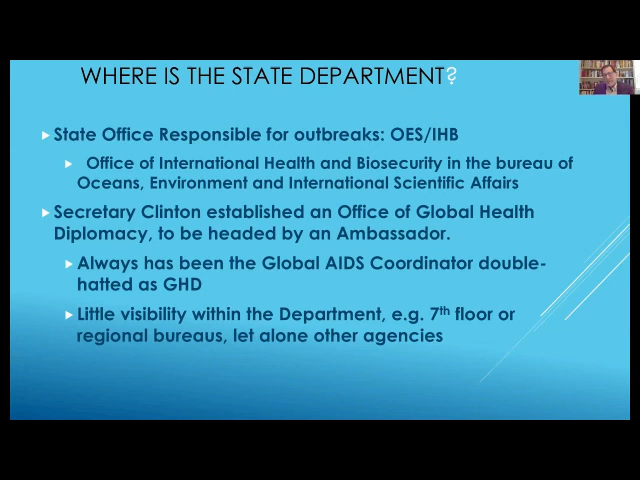 WHERE IS THE STATE DEPARTMENT?
State Office Responsible for outbreaks: OES/IHB
Office of International Health and Biosecurity in the bureau of
Oceans, Environment and International Scientific Affairs
Secretary Clinton established an Office of Global Health
Diplomacy, to be headed by an Ambassador.
Always has been the Global AIDS Coordinator double-
hatted as GHD
Little visibility within the Department, e.g. 7th floor or
regional bureaus, let alone other agencies